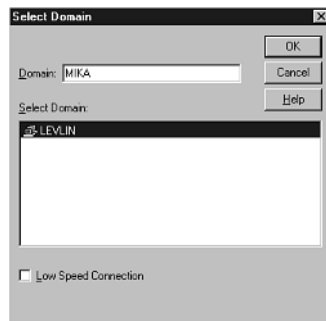 Select Domain
OK
Domain: MIKA
Cancel
Help
Select Domain:
LEVLIN
Low Speed Connection